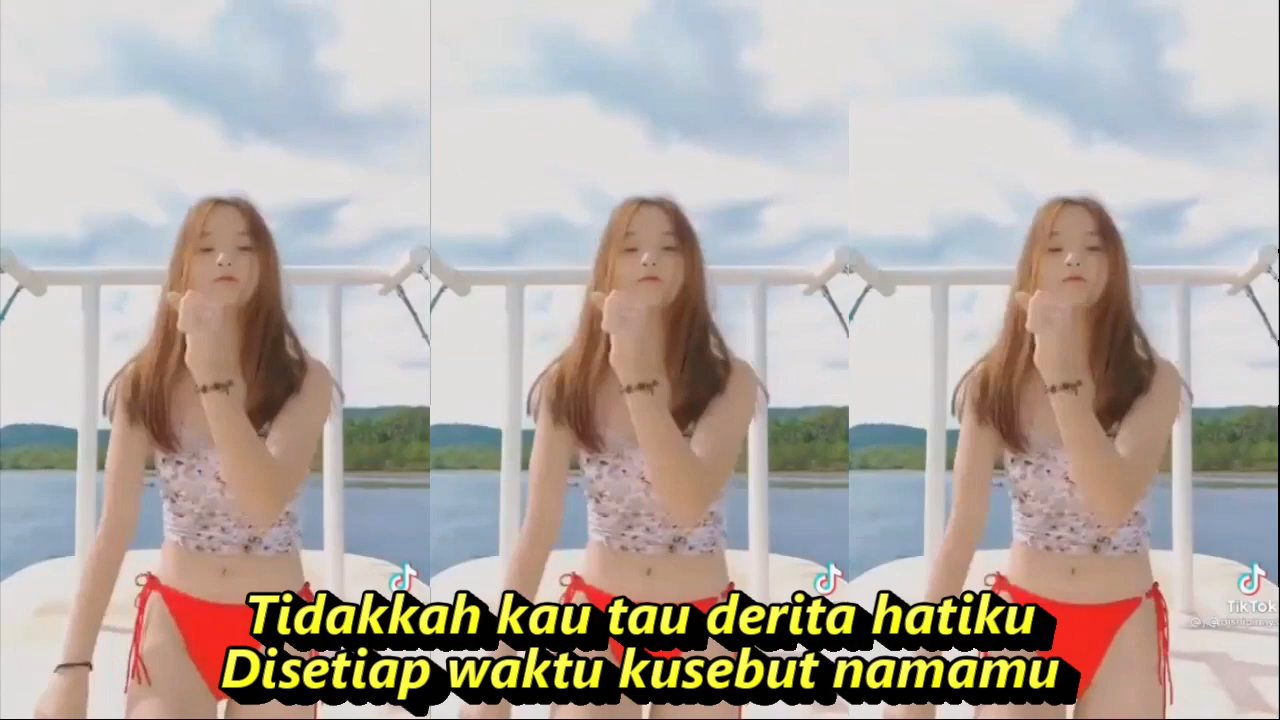 Tidakkah kau tau derita hatiku
Disetiap waktu kusebut namamu
TikTok